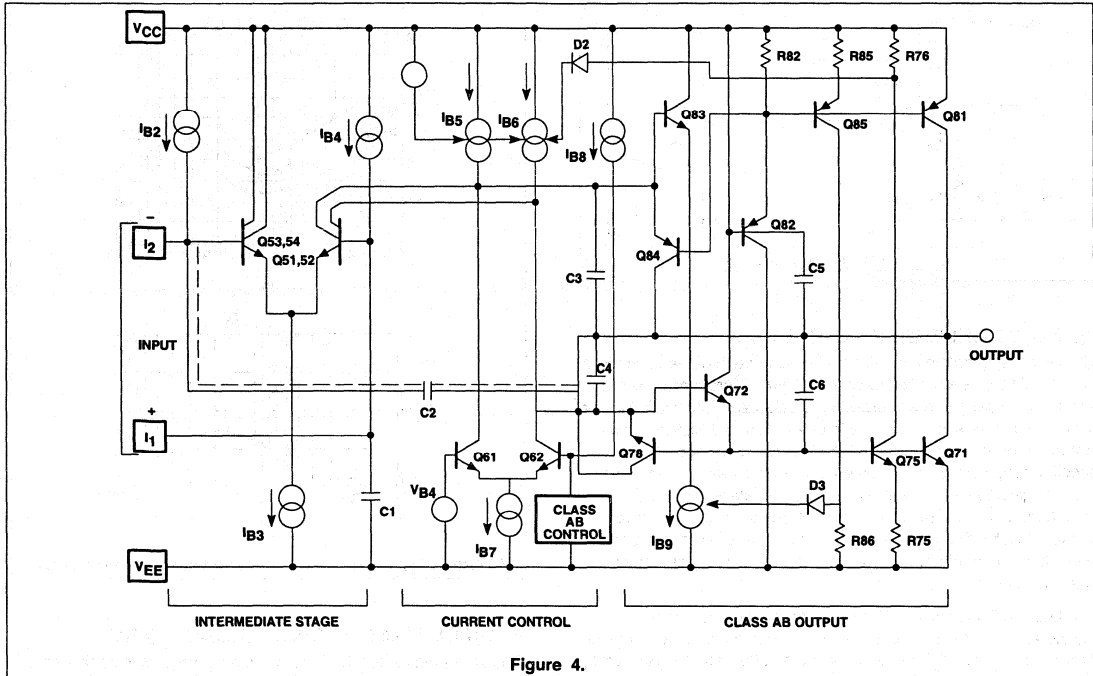 VCC
D2
R82
R85
R76
IB2
IB4
IB5
IB6
IB8
Q83
Q85
Q81
−
I2
Q53,54
Q51,52
Q82
Q84
C3
C5
INPUT
OUTPUT
C4
C2
Q72
C6
+
I1
Q61
Q62
Q78
Q75
Q71
VB4
D3
C1
CLASS
AB
CONTROL
IB3
IB7
IB9
R86
R75
VEE
INTERMEDIATE STAGE
CURRENT CONTROL
CLASS AB OUTPUT
Figure 4.